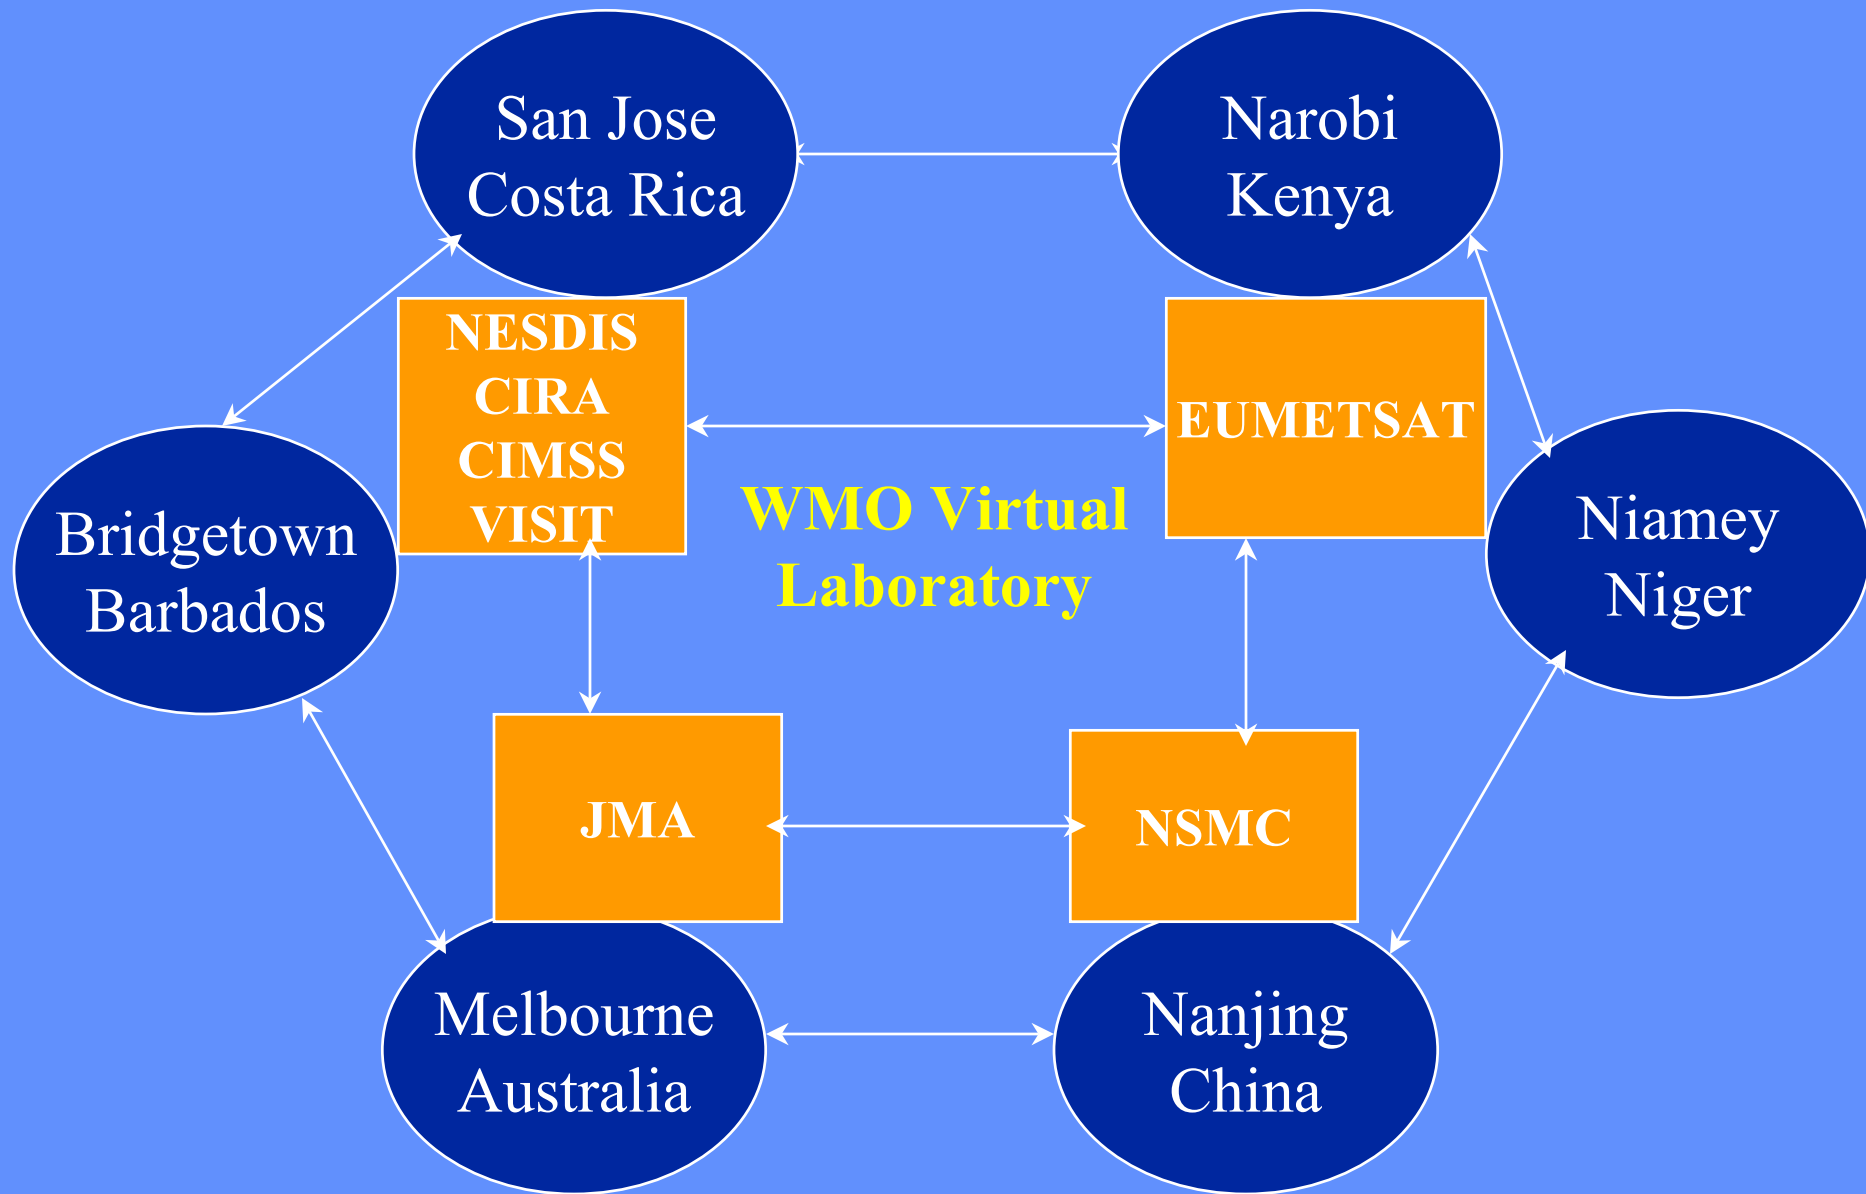 San Jose
Costa Rica
Narobi
Kenya
NESDIS
CIRA
CIMSS
VISIT
EUMETSAT
WMO Virtual
Laboratory
Bridgetown
Barbados
Niamey
Niger
JMA
NSMC
Melbourne
Australia
Nanjing
China